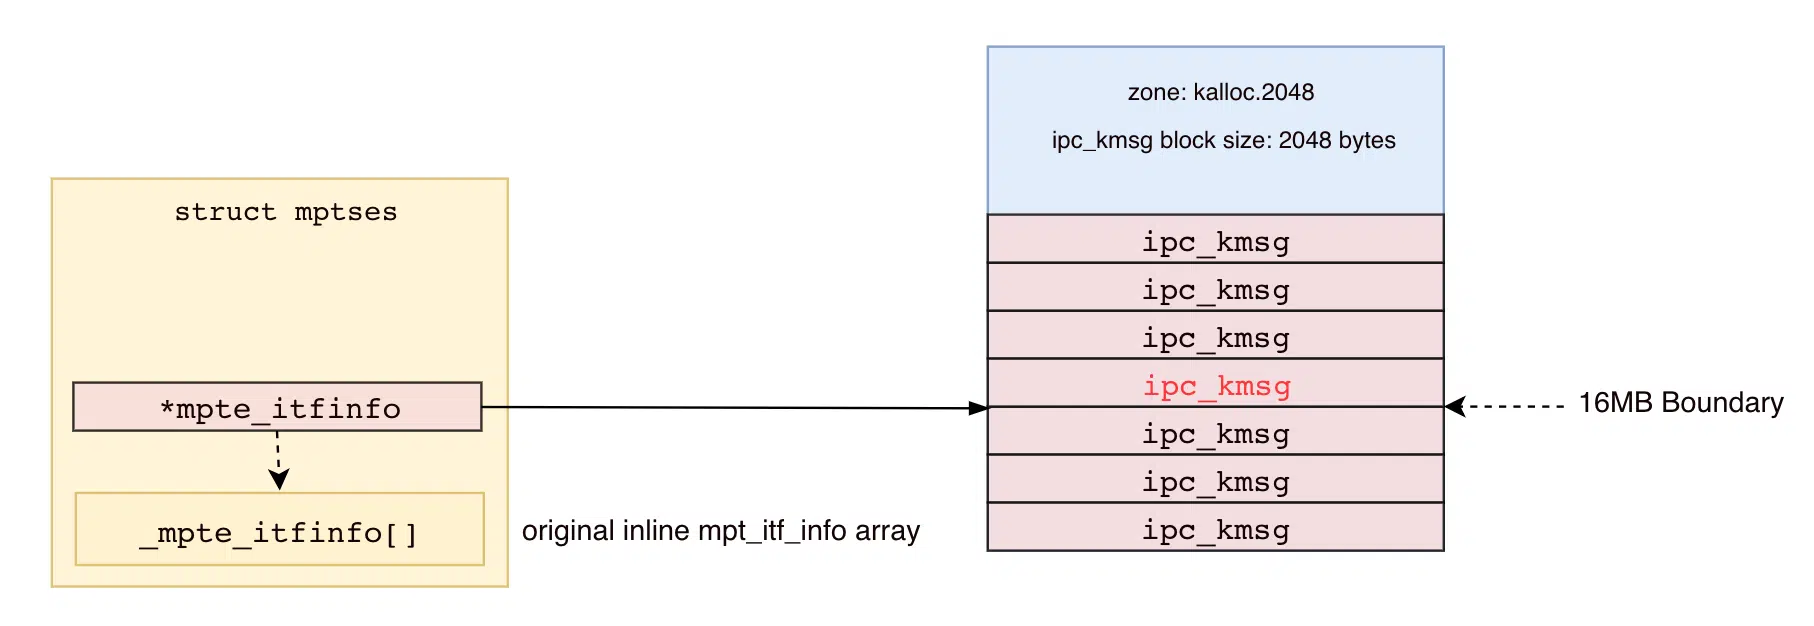 zone: kalloc.2048
ipc_kmsg block size: 2048 bytes
struct mptses
*mpte_itfinfo
_mpte_itfinfo[]
original inline mpt_itf_info array
ipc_kmsg
ipc_kmsg
ipc_kmsg
ipc_kmsg
ipc_kmsg
ipc_kmsg
ipc_kmsg
16MB Boundary